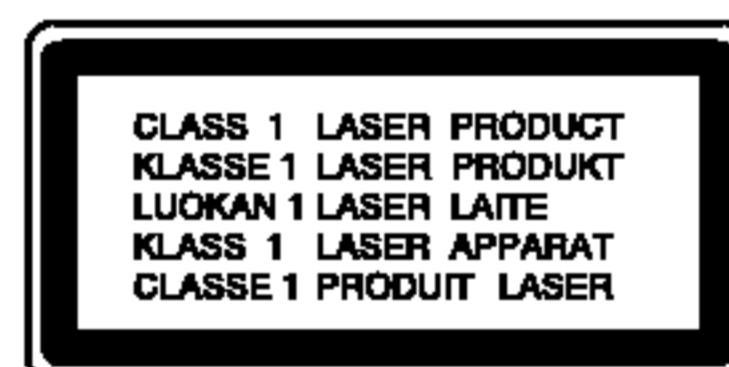 CLASS 1 LASER PRODUCT
KLASSE 1 LASER PRODUKT
LUOKAN 1 LASER LAITE
KLASS 1 LASER APPARAT
CLASSE 1 PRODUIT LASER